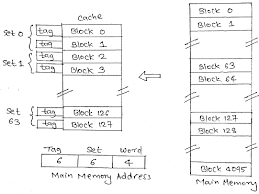 cache
Set 0
tag
Block 0
tag
Block 1
Set 1
tag
Block 2
tag
Block 3
Set 63
tag
Block 126
tag
Block 127
Block 0
Block 1
Block 63
Block 64
Block 127
Block 128
Block 4095
Main Memory
Tag Set Word
6 6 4
Main Memory Address